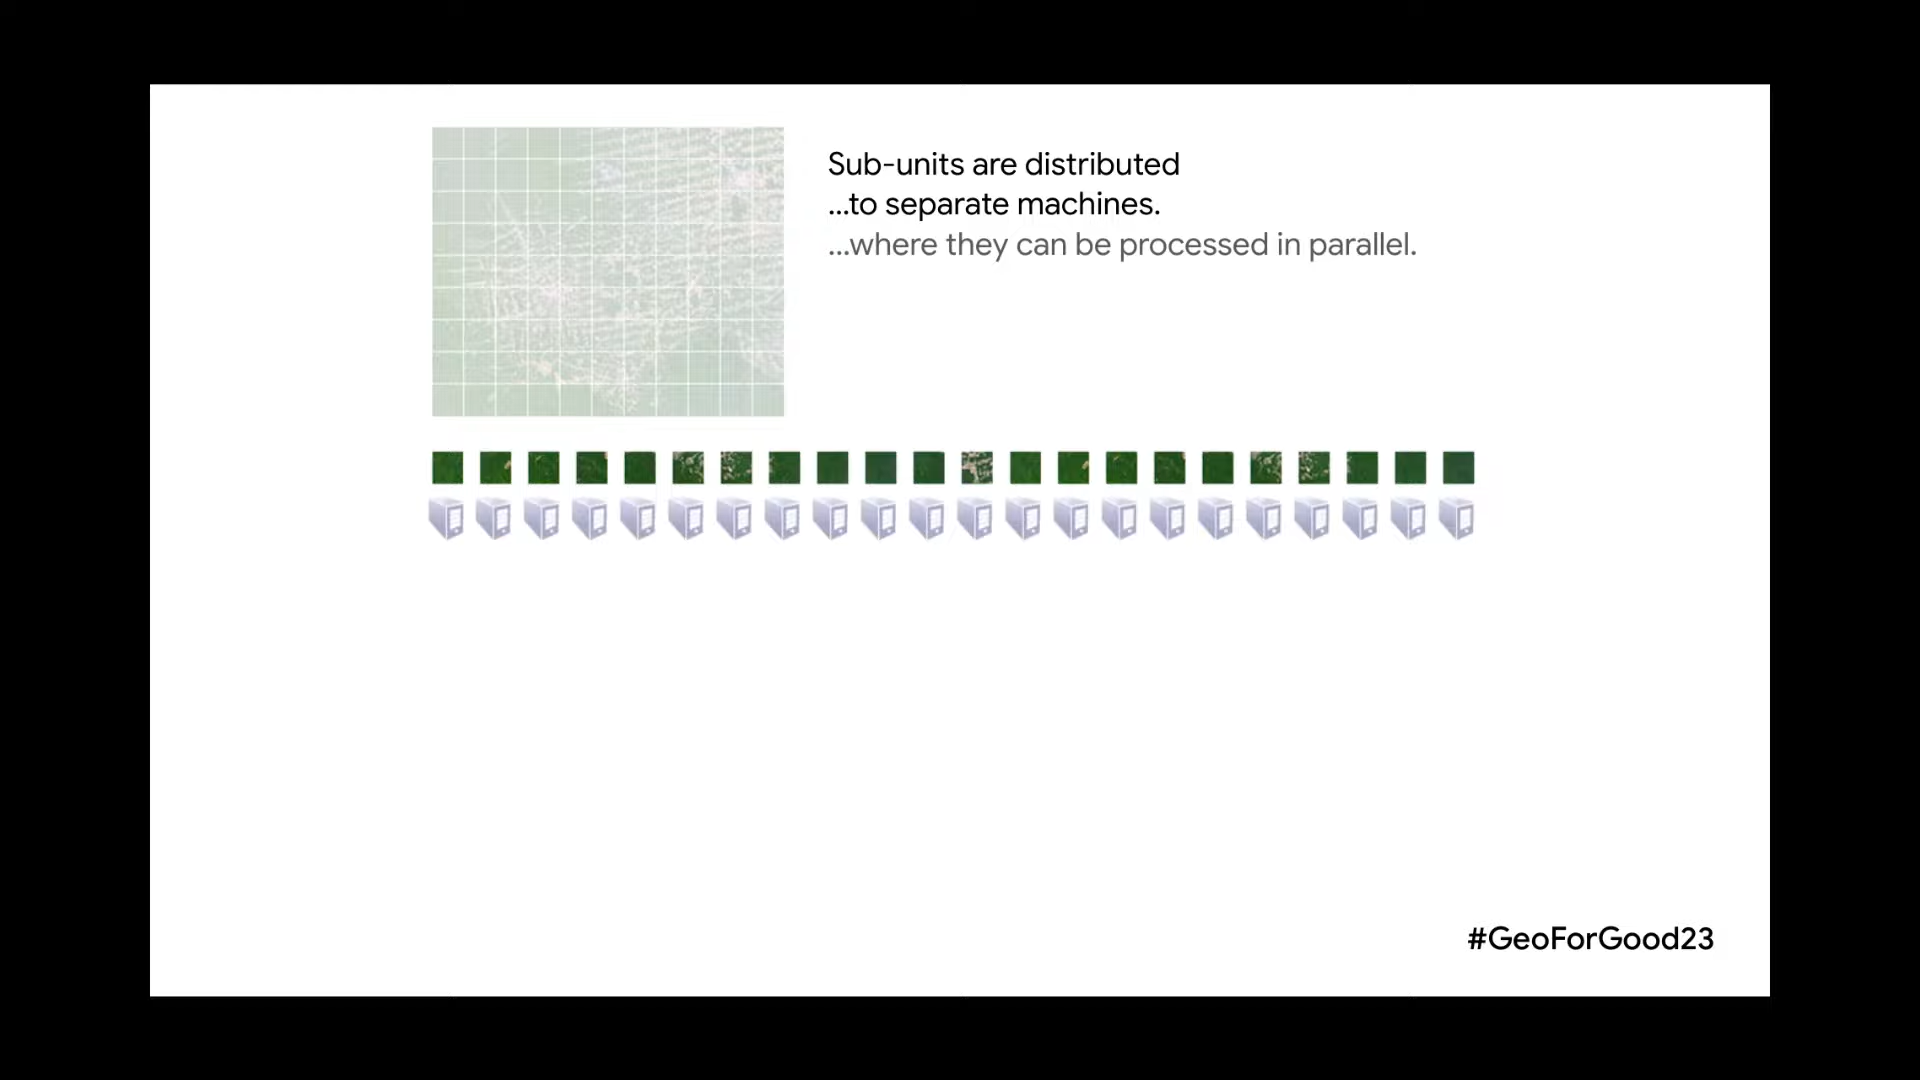 Sub-units are distributed
...to separate machines.
...where they can be processed in parallel.
#GeoForGood23